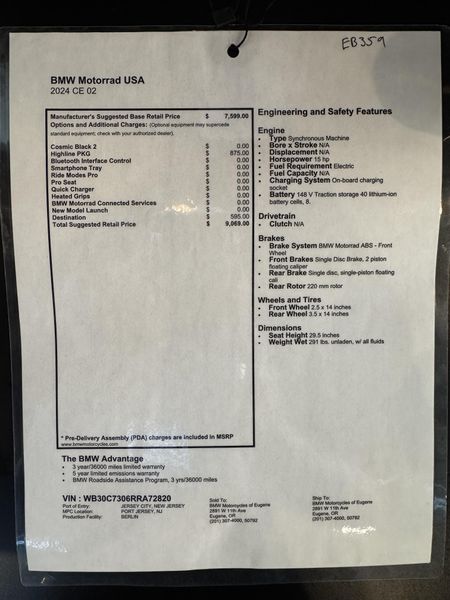 EB359
BMW Motorrad USA
2024 CE 02
Manufacturer's Suggested Base Retail Price $ 7,599.00
Options and Additional Charges: (Optional equipment may supercede
standard equipment; check with your authorized dealer).
Cosmic Black 2 $ 0.00
Highline PKG $ 875.00
Bluetooth Interface Control $ 0.00
Smartphone Tray $ 0.00
Ride Modes Pro $ 0.00
Pro Seat $ 0.00
Quick Charger $ 0.00
Heated Grips $ 0.00
BMW Motorrad Connected Services $ 0.00
New Model Launch $ 0.00
Destination $ 595.00
Total Suggested Retail Price $ 9,069.00
* Pre-Delivery Assembly (PDA) charges are included in MSRP
www.bmwmotorcycles.com
Engineering and Safety Features
Engine
• Type Synchronous Machine
• Bore x Stroke N/A
• Displacement N/A
• Horsepower 15 hp
• Fuel Requirement Electric
• Fuel Capacity N/A
• Charging System On-board charging
socket
• Battery 148 V Traction storage 40 lithium-ion
battery cells, 8.
Drivetrain
• Clutch N/A
Brakes
• Brake System BMW Motorrad ABS - Front
Wheel
• Front Brakes Single Disc Brake, 2 piston
floating caliper
• Rear Brake Single disc, single-piston floating
cali
• Rear Rotor 220 mm rotor
Wheels and Tires
• Front Wheel 2.5 x 14 inches
• Rear Wheel 3.5 x 14 inches
Dimensions
• Seat Height 29.5 inches
• Weight Wet 291 lbs. unladen, w/ all fluids
The BMW Advantage
• 3 year/36000 miles limited warranty
• 5 year limited emissions warranty
• BMW Roadside Assistance Program, 3 yrs/36000 miles
VIN : WB30C7306RRA72820
Port of Entry: JERSEY CITY, NEW JERSEY
MPC Location: PORT JERSEY, NJ
Production Facility: BERLIN
Sold To:
BMW Motorcycles of Eugene
2891 W 11th Ave
Eugene, OR
(201) 307-4000, 50792
Ship To:
BMW Motorcycles of Eugene
2891 W 11th Ave
Eugene, OR
(201) 307-4000, 50792